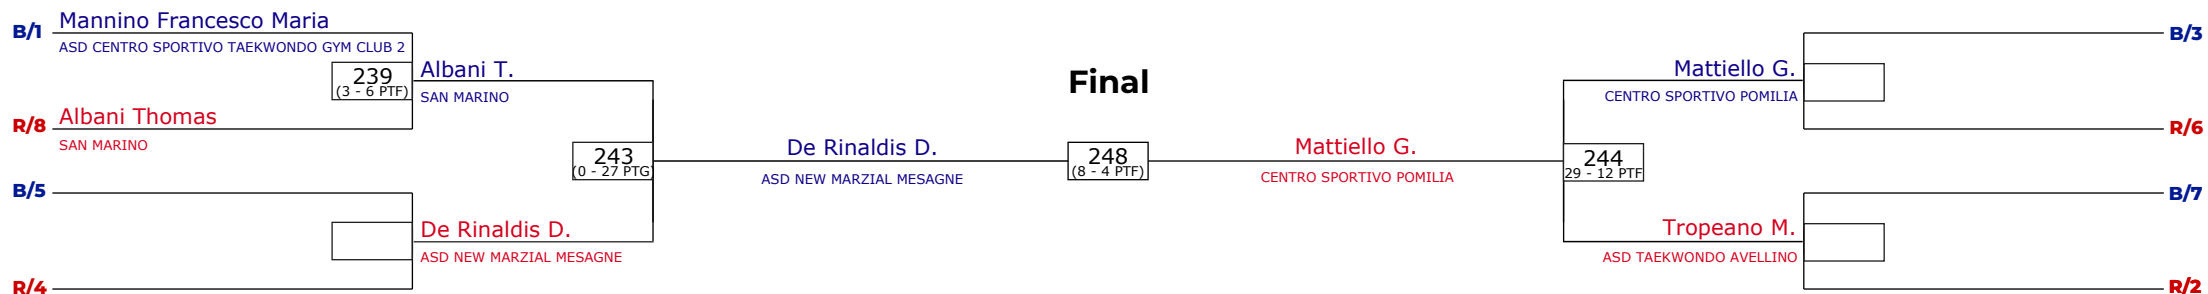 B/1 Mannino Francesco Maria
ASD CENTRO SPORTIVO TAEKWONDO GYM CLUB 2
239
(3 - 6 PTF)
R/8 Albani Thomas
SAN MARINO
B/5
R/4
Albani T.
SAN MARINO
243
(0 - 27 PTG)
De Rinaldis D.
ASD NEW MARZIAL MESAGNE
Final
De Rinaldis D.
ASD NEW MARZIAL MESAGNE
248
(8 - 4 PTF)
Mattiello G.
CENTRO SPORTIVO POMILIA
Mattiello G.
CENTRO SPORTIVO POMILIA
244
29 - 12 PTF
Tropeano M.
ASD TAEKWONDO AVELLINO
B/3
R/6
B/7
R/2